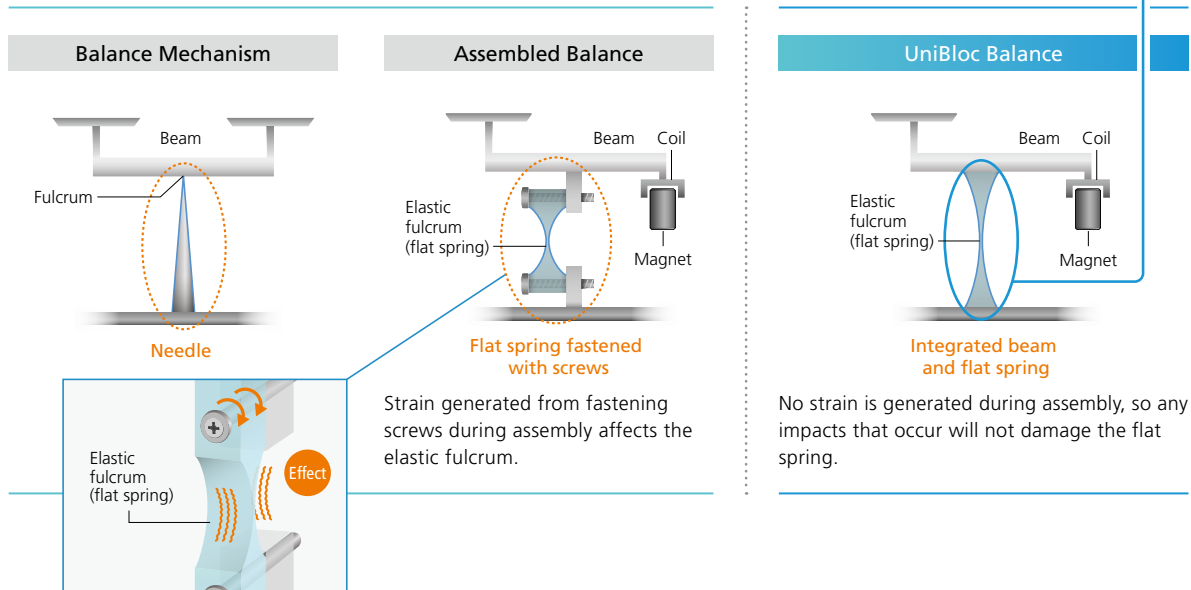 Balance Mechanism
Beam
Fulcrum
Needle
Assembled Balance
Beam
Coil
Elastic
fulcrum
(flat spring)
Magnet
Flat spring fastened
with screws
Strain generated from fastening
screws during assembly affects the
elastic fulcrum.
Elastic
fulcrum
(flat spring)
Effect
UniBloc Balance
Beam
Coil
Elastic
fulcrum
(flat spring)
Magnet
Integrated beam
and flat spring
No strain is generated during assembly, so any
impacts that occur will not damage the flat
spring.